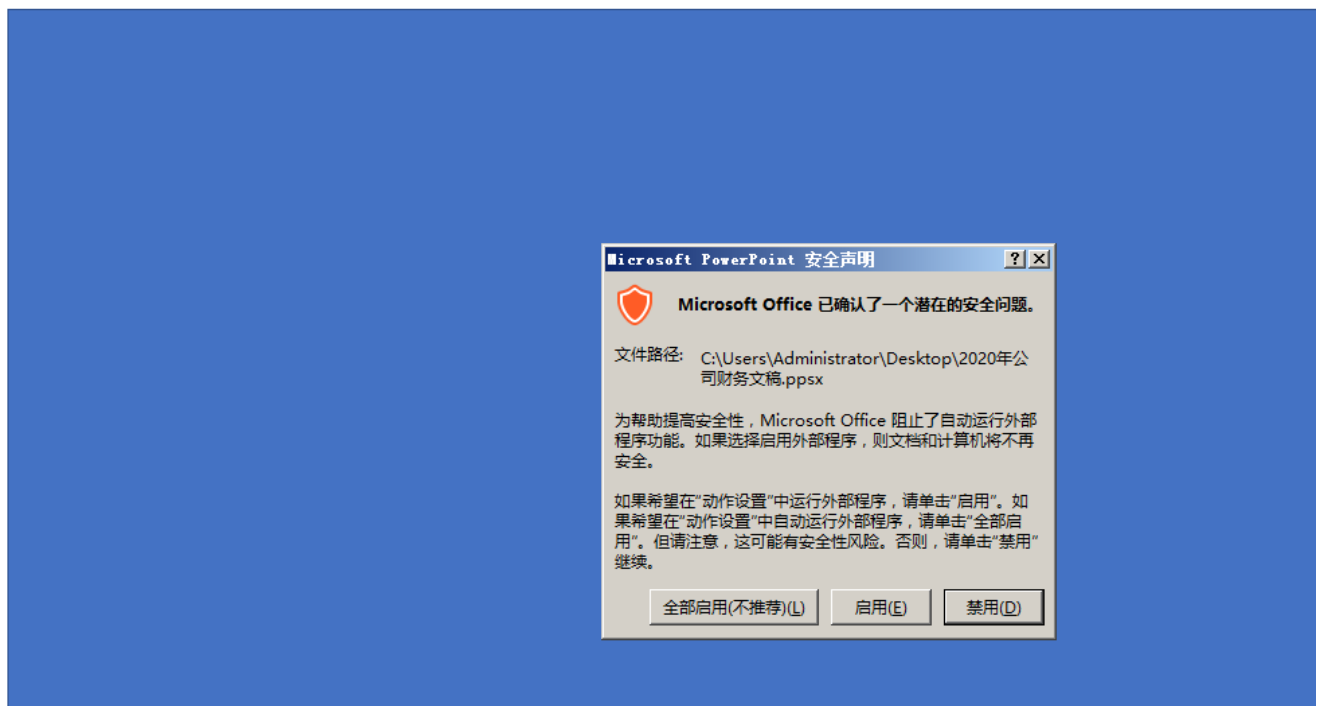 Microsoft PowerPoint 安全声明
Microsoft Office 已确认了一个潜在的安全问题。
文件路径: C:\Users\Administrator\Desktop\2020年公
司财务文稿.ppsx
为帮助提高安全性，Microsoft Office 阻止了自动运行外部
程序功能。如果选择启用外部程序，则文档和计算机将不再
安全。
如果希望在"动作设置"中运行外部程序，请单击"启用"。如
果希望在"动作设置"中自动运行外部程序，请单击"全部启
用"。但请注意，这可能有安全性风险。否则，请单击"禁用"
继续。
全部启用(不推荐)(L) 启用(E) 禁用(D)